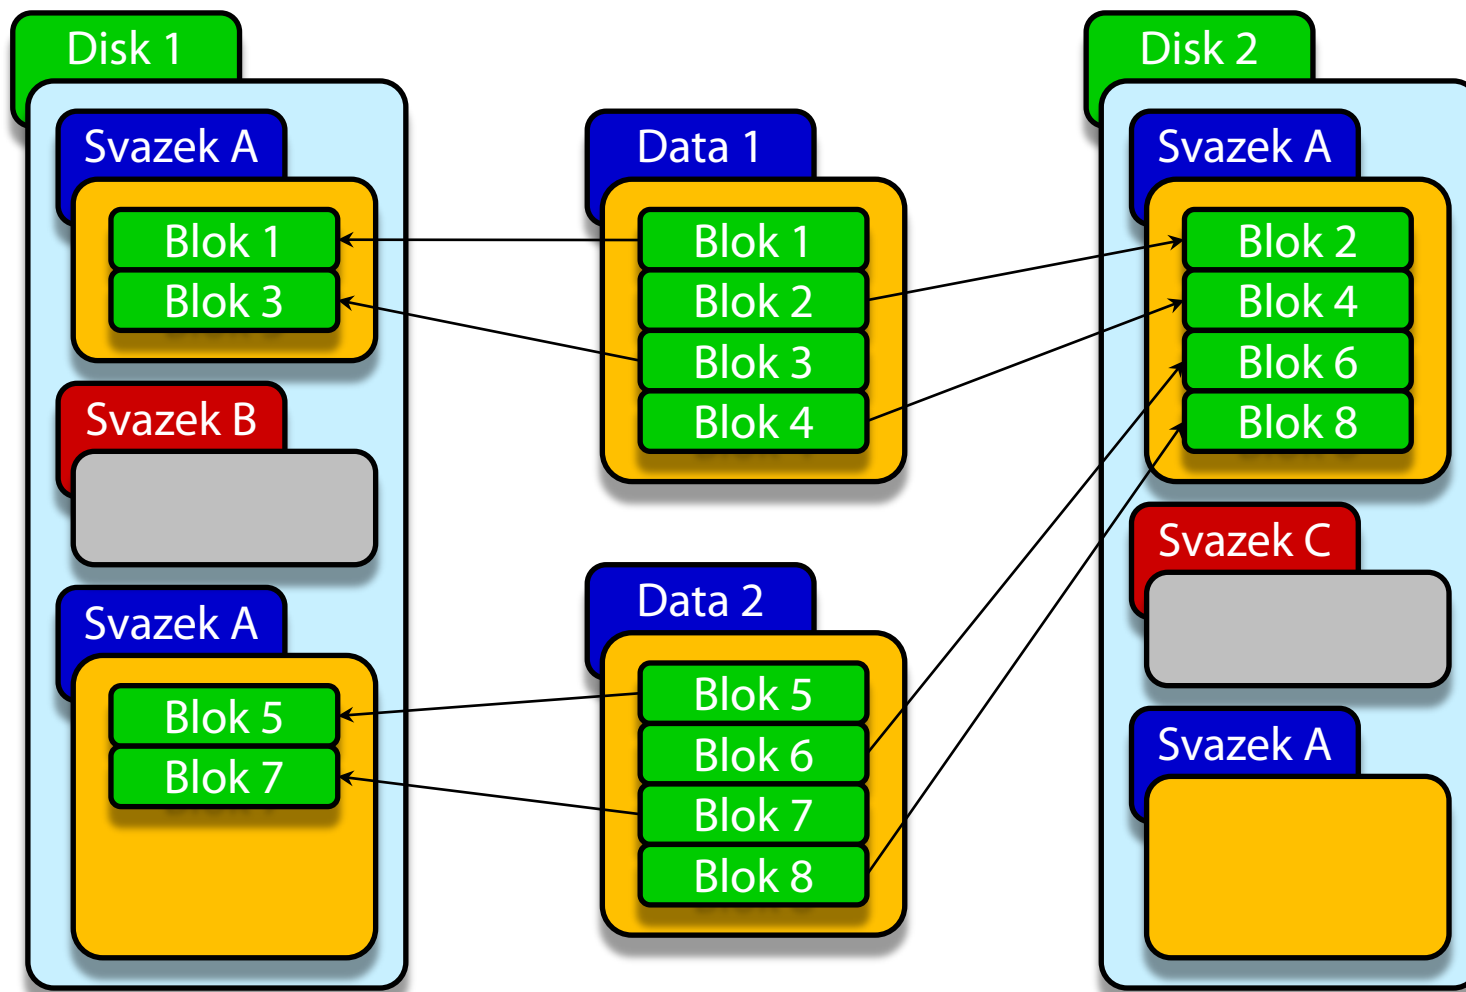 Disk 1
Svazek A
Blok 1
Blok 3
Svazek B
Svazek A
Blok 5
Blok 7
Data 1
Blok 1
Blok 2
Blok 3
Blok 4
Data 2
Blok 5
Blok 6
Blok 7
Blok 8
Disk 2
Svazek A
Blok 2
Blok 4
Blok 6
Blok 8
Svazek C
Svazek A